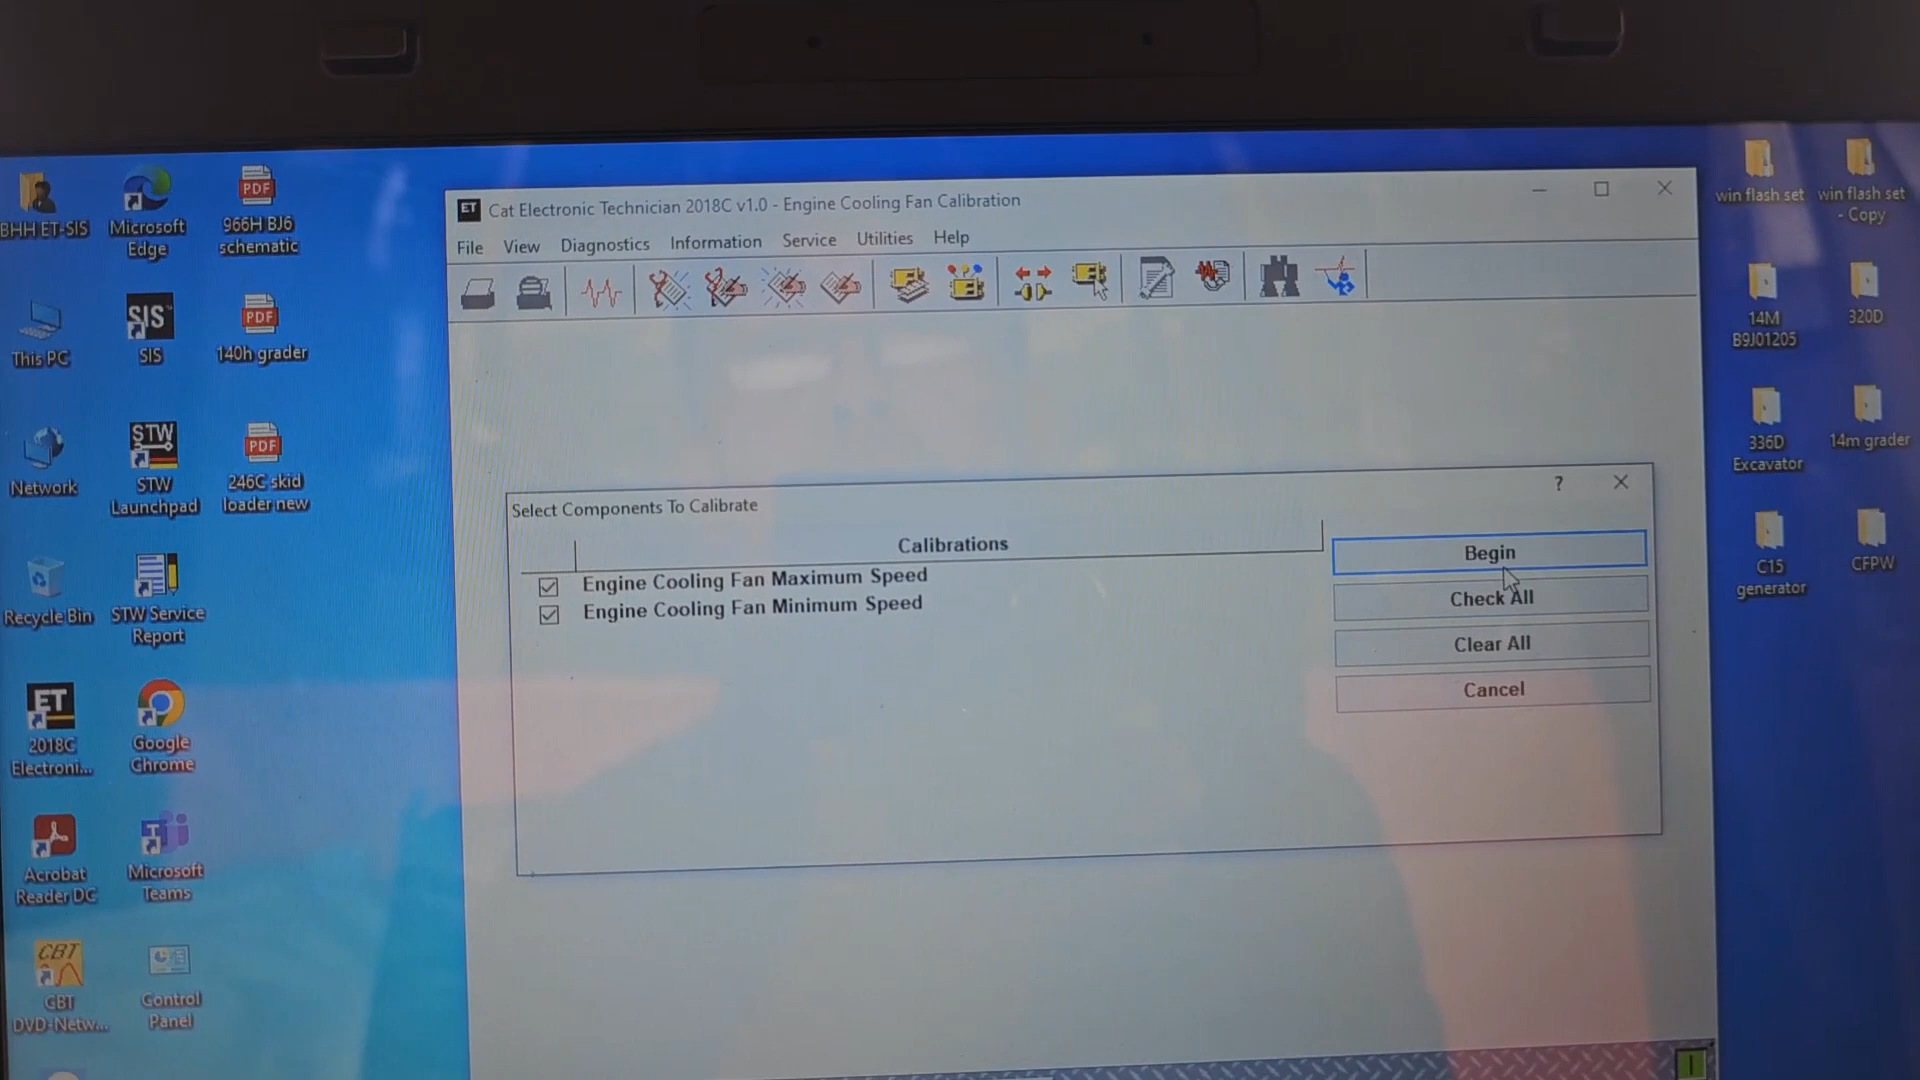 BHH ET-SIS
Microsoft
Edge
PDF
966H BJ6
schematic
This PC
SIS
SIS
PDF
140h grader
Network
STW
STW
Launchpad
PDF
246C skid
loader new
Recycle Bin
STW Service
Report
ET
2018C
Electroni...
Google
Chrome
Acrobat
Reader DC
Microsoft
Teams
CBT
CBT
DVD-Netw...
Control
Panel
ET Cat Electronic Technician 2018C v1.0 - Engine Cooling Fan Calibration
File View Diagnostics Information Service Utilities Help
Select Components To Calibrate
?
Calibrations
Engine Cooling Fan Maximum Speed
Engine Cooling Fan Minimum Speed
Begin
Check All
Clear All
Cancel
win flash set
win flash set
- Copy
14M
B9J01205
320D
336D
Excavator
14m grader
C15
generator
CFPW